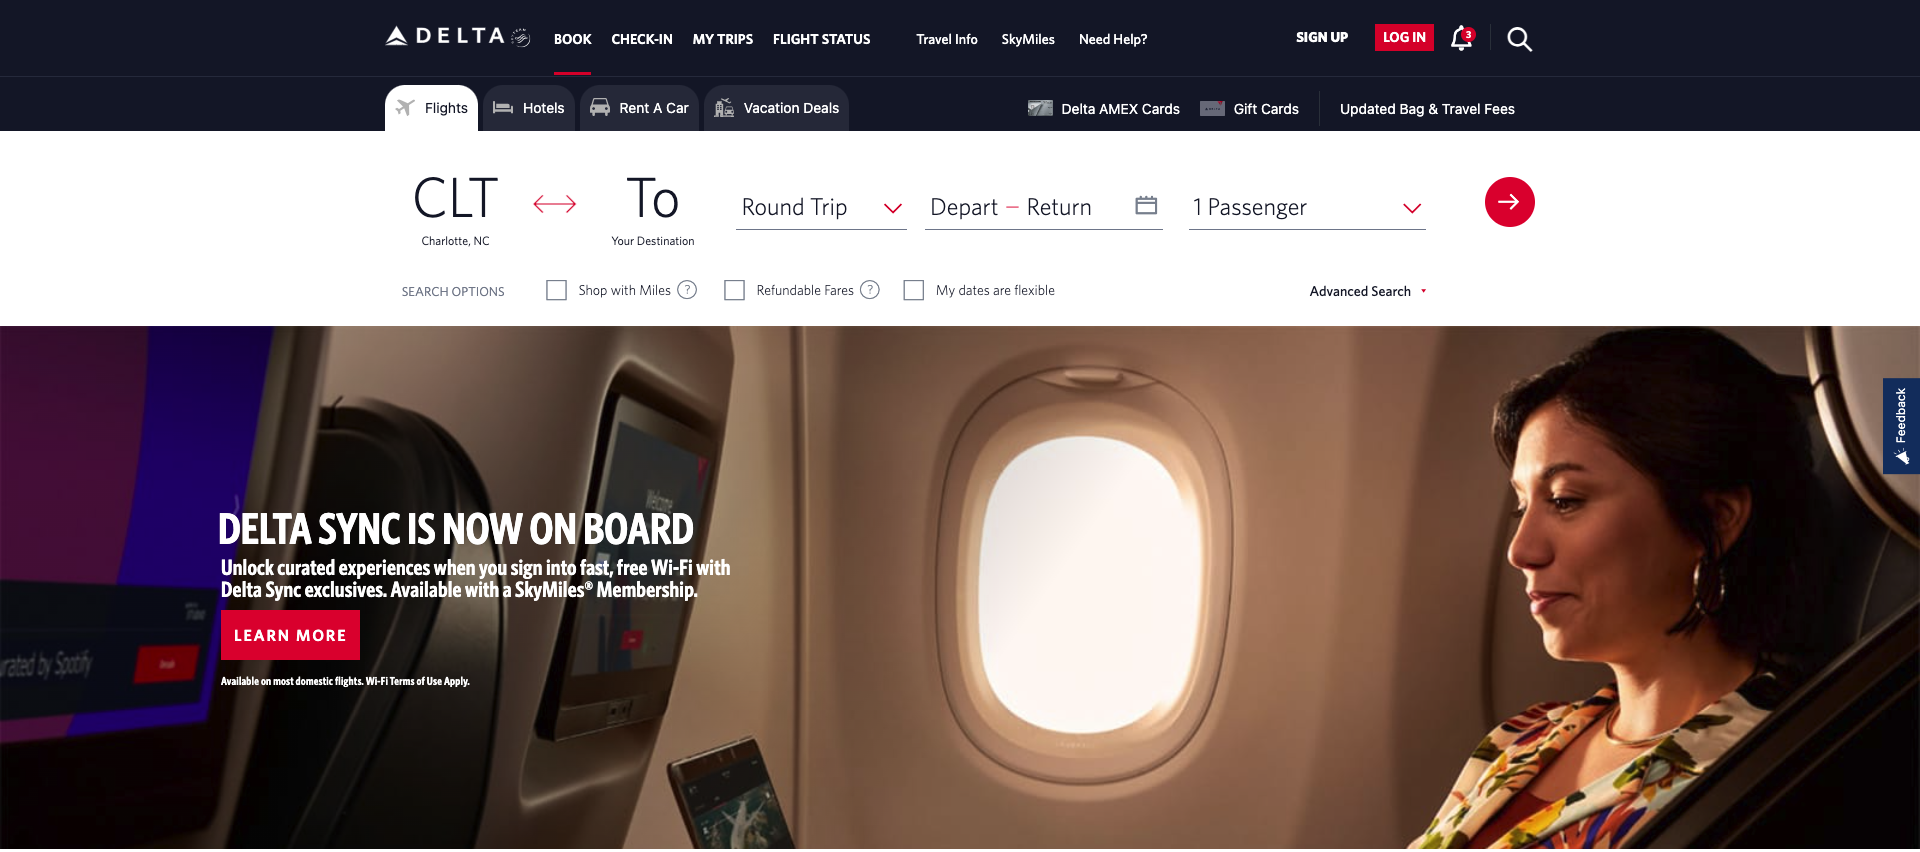 DELTA
BOOK CHECK-IN MY TRIPS FLIGHT STATUS Travel Info SkyMiles Need Help? SIGN UP LOG IN 3
Flights Hotels Rent A Car Vacation Deals Delta AMEX Cards Gift Cards Updated Bag & Travel Fees
CLT To
Round Trip Depart – Return 1 Passenger
Charlotte, NC Your Destination
SEARCH OPTIONS Shop with Miles ? Refundable Fares ? My dates are flexible Advanced Search
Feedback
Welcome
DELTA SYNC IS NOW ON BOARD
Unlock curated experiences when you sign into fast, free Wi-Fi with
Delta Sync exclusives. Available with a SkyMiles® Membership.
LEARN MORE
by Spotify
Available on most domestic flights. Wi-Fi Terms of Use Apply.